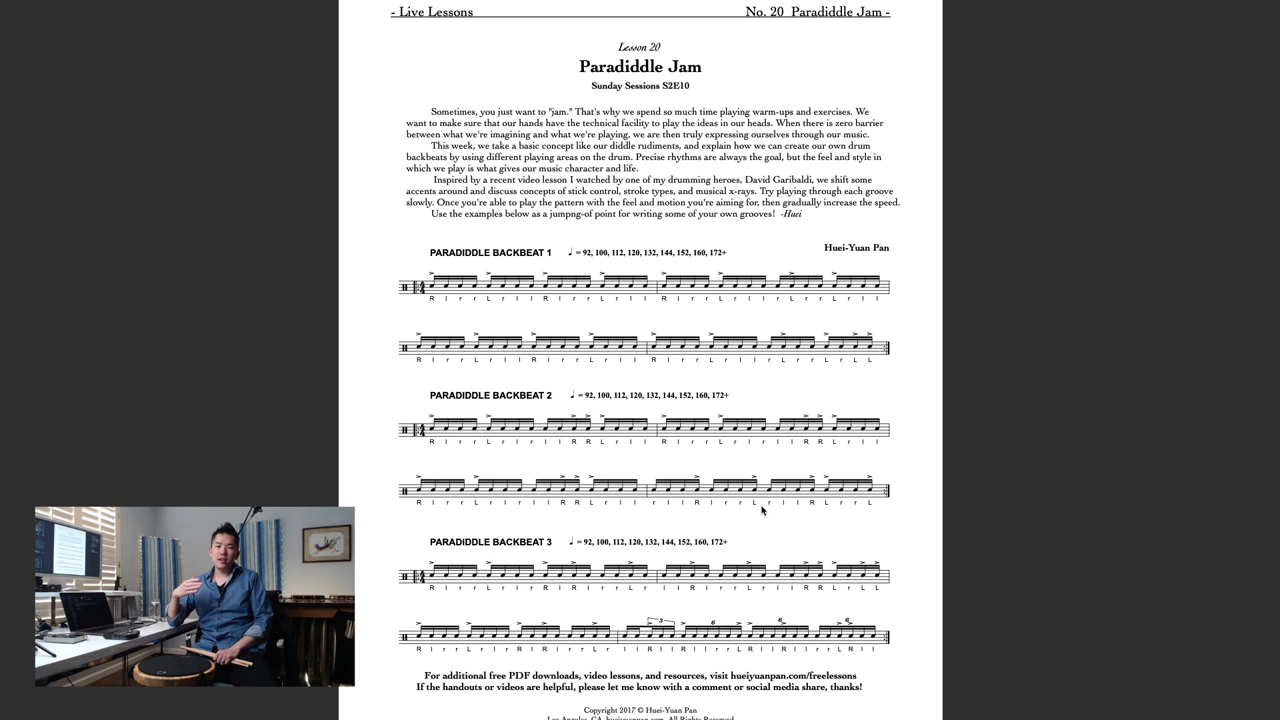 - Live Lessons No. 20 Paradiddle Jam -
Lesson 20
Paradiddle Jam
Sunday Sessions S2E10
Sometimes, you just want to "jam." That's why we spend so much time playing warm-ups and exercises. We
want to make sure that our hands have the technical facility to play the ideas in our heads. When there is zero barrier
between what we're imagining and what we're playing, we are then truly expressing ourselves through our music.
This week, we take a basic concept like our diddle rudiments, and explain how we can create our own drum
backbeats by using different playing areas on the drum. Precise rhythms are always the goal, but the feel and style in
which we play is what gives our music character and life.
Inspired by a recent video lesson I watched by one of my drumming heroes, David Garibaldi, we shift some
accents around and discuss concepts of stick control, stroke types, and musical x-rays. Try playing through each groove
slowly. Once you're able to play the pattern with the feel and motion you're aiming for, then gradually increase the speed.
Use the examples below as a jumpng-of point for writing some of your own grooves! -Huei
Huei-Yuan Pan
PARADIDDLE BACKBEAT 1 ♩ = 92, 100, 112, 120, 132, 144, 152, 160, 172+
R l r r L r l l R l r r L r l l R l r r L r l l r L r r L r l l
R l r r L r l l R l r r L r l l R l r r L r l l r L r r L r L L
PARADIDDLE BACKBEAT 2 ♩ = 92, 100, 112, 120, 132, 144, 152, 160, 172+
R l r r L r l r l l R R L r l l R l r r L r l r l l R R L r l l
R l r r L r l r l l R R L r l l r l l R l r r L r l l R L r r L
PARADIDDLE BACKBEAT 3 ♩ = 92, 100, 112, 120, 132, 144, 152, 160, 172+
3 6 6 6
For additional free PDF downloads, video lessons, and resources, visit hueiyuanpan.com/freelessons
If the handouts or videos are helpful, please let me know with a comment or social media share, thanks!
Copyright 2017 © Huei-Yuan Pan
Los Angeles, CA. hueiyuanpan.com. All Rights Reserved